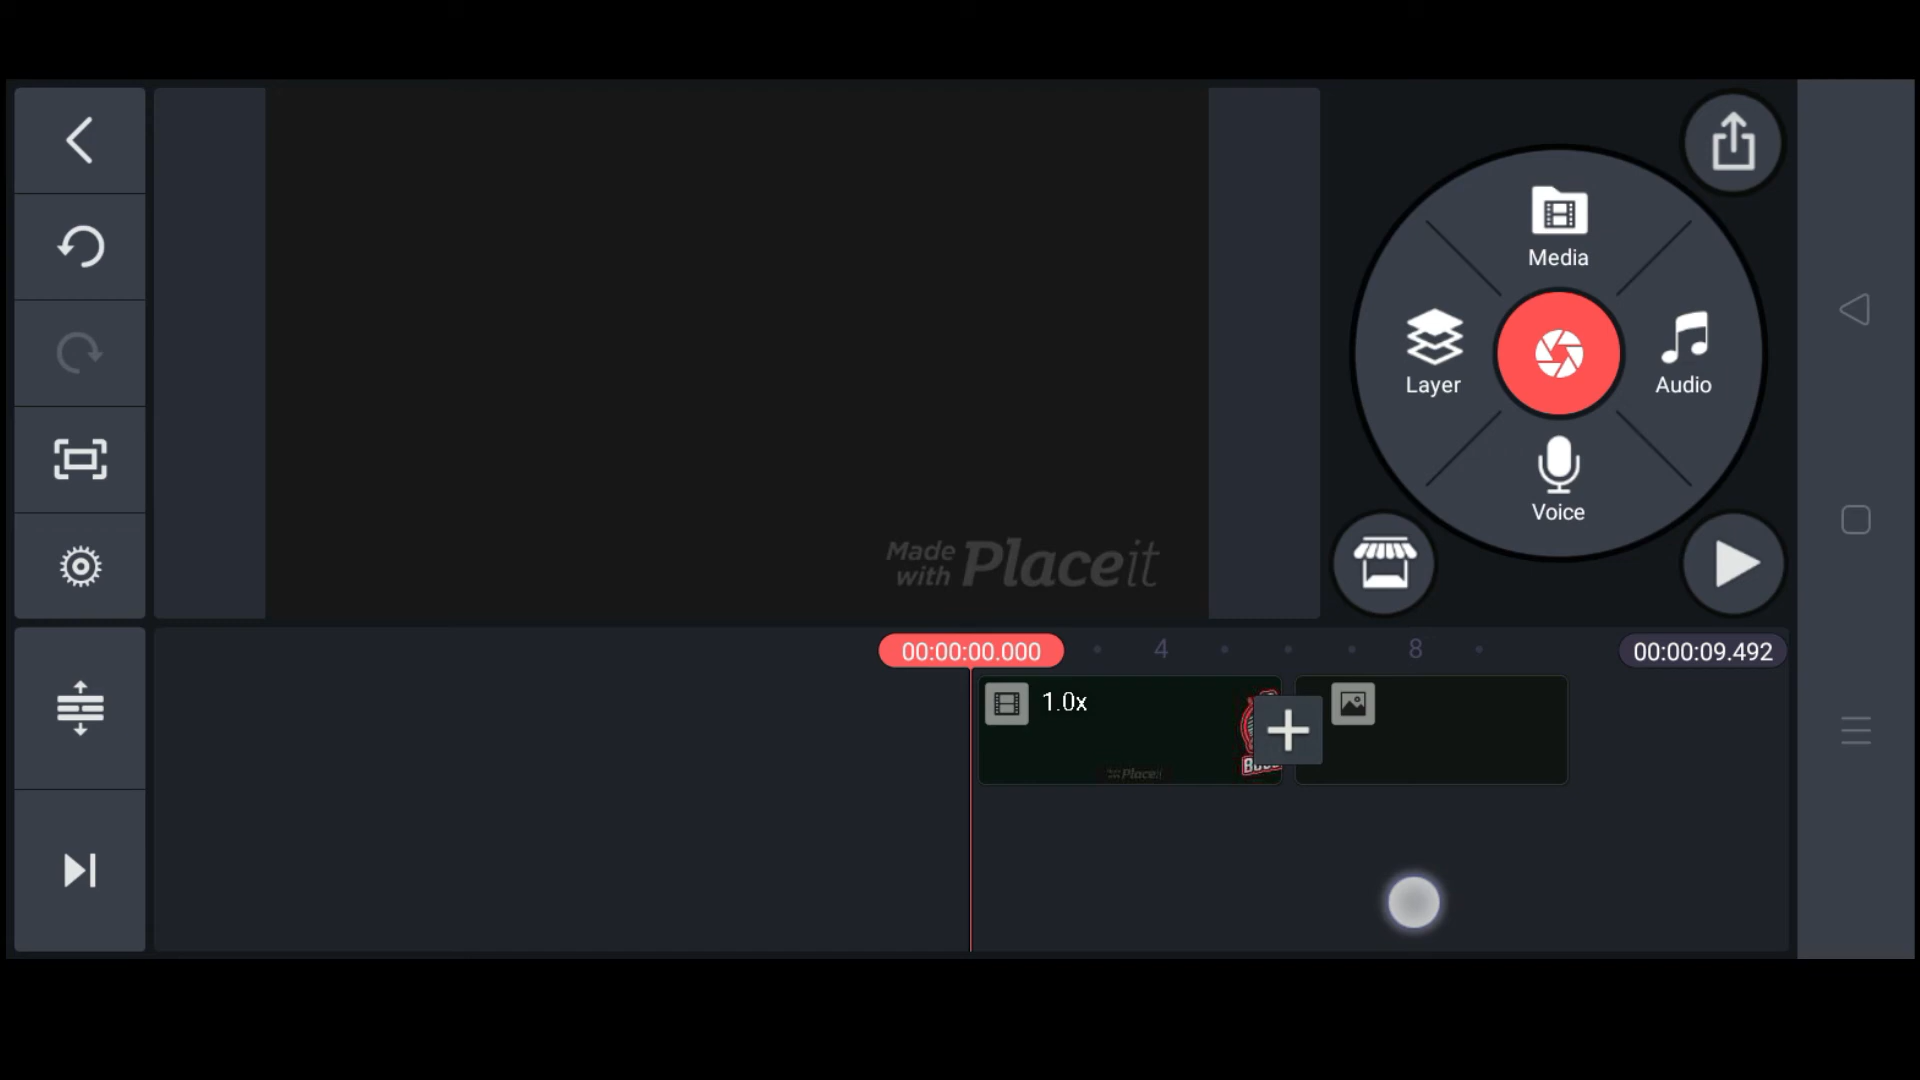 Media
Layer
Audio
Voice
Made
with Placeit
00:00:00.000
4
8
00:00:09.492
1.0x
Placeit